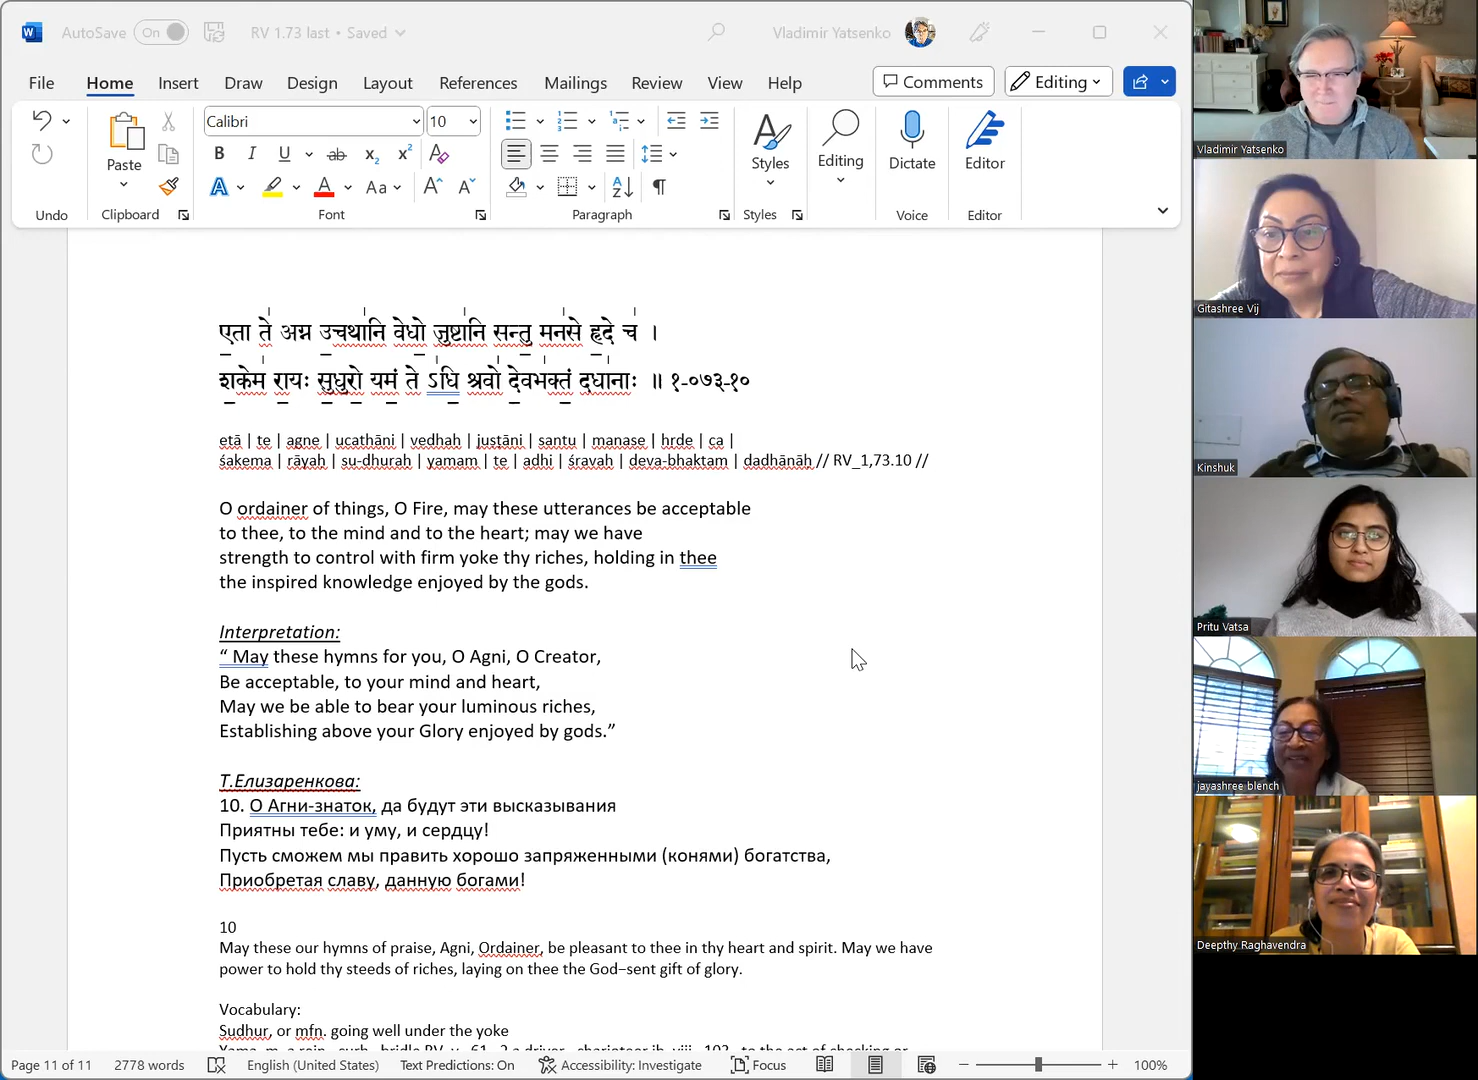 AutoSave On RV 1.73 last • Saved Vladimir Yatsenko
File Home Insert Draw Design Layout References Mailings Review View Help Comments Editing
Calibri 10
Paste Styles Editing Dictate Editor
B I U ab x₂ x² A
A A Aa A A
Undo Clipboard Font Paragraph Styles Voice Editor
ए॒ता ते॑ अग्न उ॒चथा॑नि वेधो॒ जुष्टा॑नि सन्तु॒ मन॑से हृ॒दे च॑ ।
श॒केम॑ रा॒यः सु॒धुरो॒ यमं॒ ते ऽधि॒ श्रवो॑ दे॒वभ॑क्तं॒ दधा॑नाः ॥ १-०७३-१०
etā | te | agne | ucathāni | vedhah | juṣṭāni | santu | manase | hrde | ca |
śakema | rāyah | su-dhurah | yamam | te | adhi | śravah | deva-bhaktam | dadhānāḥ // RV_1,73.10 //
O ordainer of things, O Fire, may these utterances be acceptable
to thee, to the mind and to the heart; may we have
strength to control with firm yoke thy riches, holding in thee
the inspired knowledge enjoyed by the gods.
Interpretation:
“ May these hymns for you, O Agni, O Creator,
Be acceptable, to your mind and heart,
May we be able to bear your luminous riches,
Establishing above your Glory enjoyed by gods.”
Т.Елизаренкова:
10. О Агни-знаток, да будут эти высказывания
Приятны тебе: и уму, и сердцу!
Пусть сможем мы править хорошо запряженными (конями) богатства,
Приобретая славу, данную богами!
10
May these our hymns of praise, Agni, Ordainer, be pleasant to thee in thy heart and spirit. May we have
power to hold thy steeds of riches, laying on thee the God−sent gift of glory.
Vocabulary:
Sudhur, or mfn. going well under the yoke
Page 11 of 11 2778 words English (United States) Text Predictions: On Accessibility: Investigate Focus 100%
Vladimir Yatsenko
Gitashree Vij
Kinshuk
Pritu Vatsa
jayashree blench
Deepthy Raghavendra